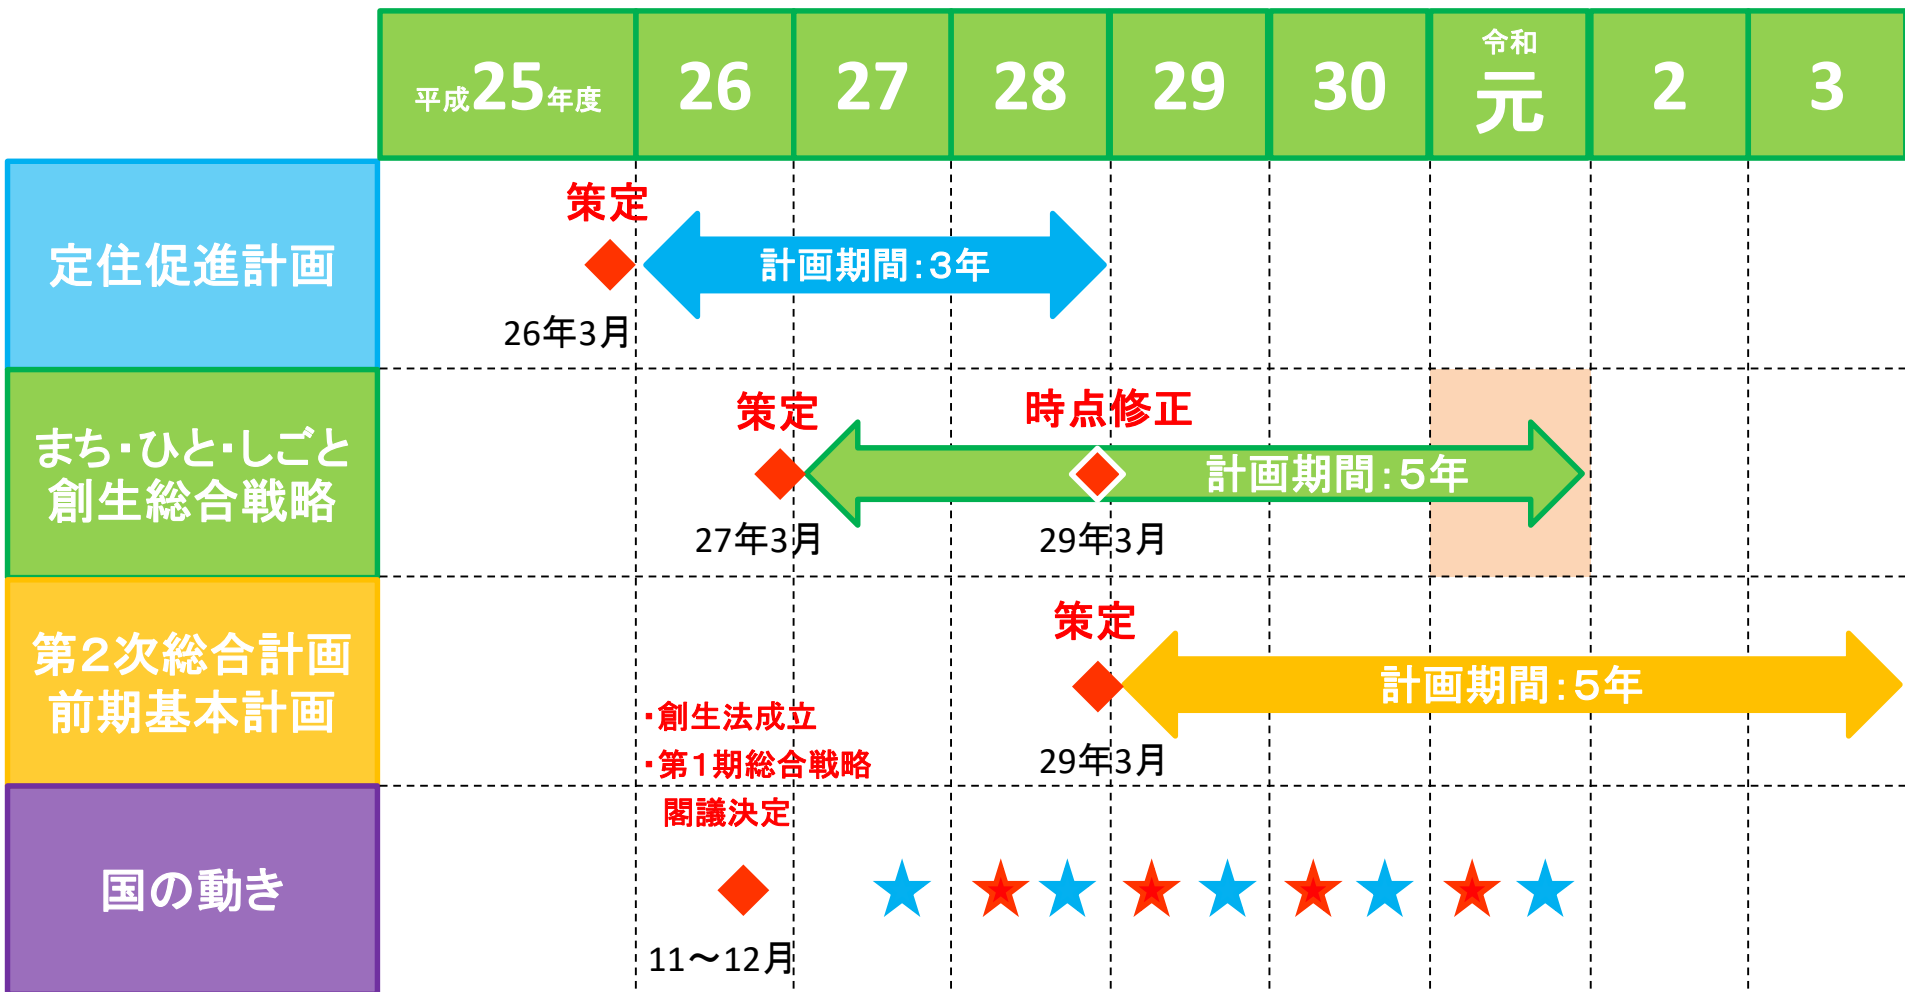 平成25年度
26
27
28
29
30
令和
元
2
3
定住促進計画
策定
計画期間：3年
26年3月
まち・ひと・しごと
創生総合戦略
策定
時点修正
計画期間：5年
27年3月
29年3月
第2次総合計画
前期基本計画
策定
計画期間：5年
29年3月
・創生法成立
・第1期総合戦略
閣議決定
国の動き
11～12月